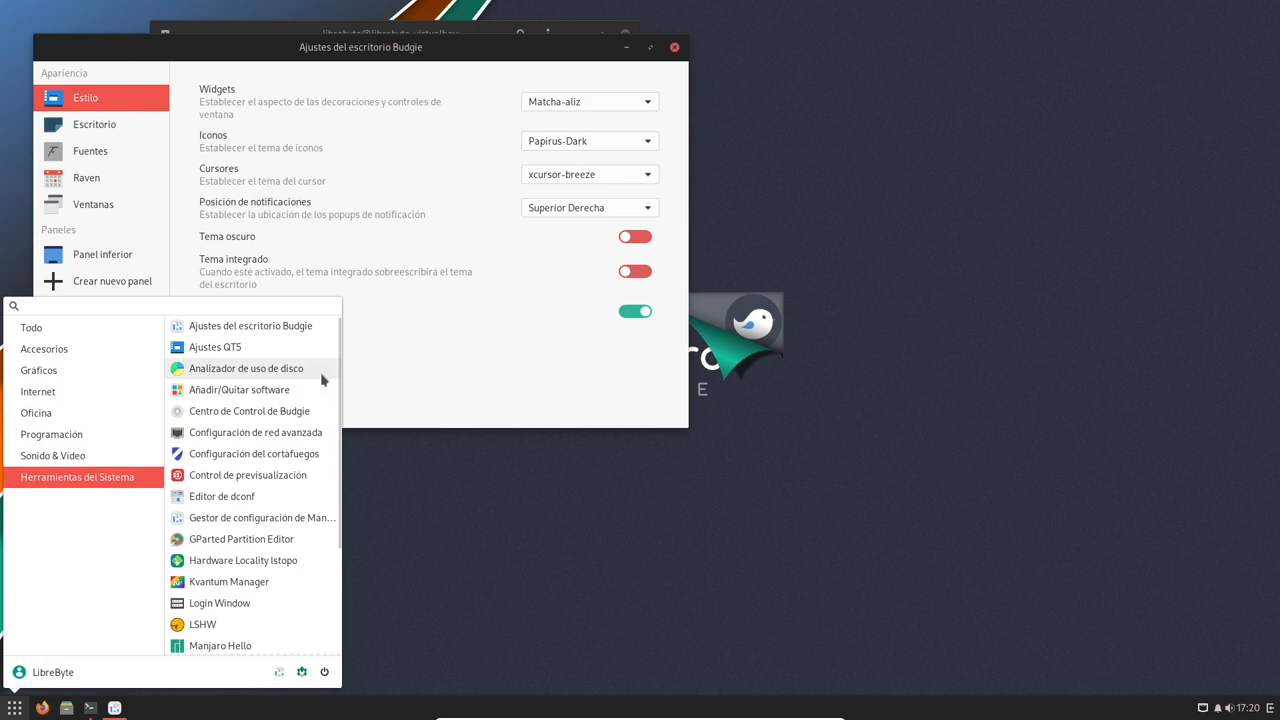 Ajustes del escritorio Budgie
Apariencia
Estilo
Escritorio
Fuentes
Raven
Ventanas
Paneles
Panel inferior
Crear nuevo panel
Widgets
Establecer el aspecto de las decoraciones y controles de
ventana
Matcha-aliz
Iconos
Establecer el tema de iconos
Papirus-Dark
Cursores
Establecer el tema del cursor
xcursor-breeze
Posición de notificaciones
Establecer la ubicación de los popups de notificación
Superior Derecha
Tema oscuro
Tema integrado
Cuando esté activado, el tema integrado sobreescribirá el tema
del escritorio
Todo
Accesorios
Gráficos
Internet
Oficina
Programación
Sonido & Video
Herramientas del Sistema
Ajustes del escritorio Budgie
Ajustes QT5
Analizador de uso de disco
Añadir/Quitar software
Centro de Control de Budgie
Configuración de red avanzada
Configuración del cortafuegos
Control de previsualización
Editor de dconf
Gestor de configuración de Man…
GParted Partition Editor
Hardware Locality lstopo
Kvantum Manager
Login Window
LSHW
Manjaro Hello
LibreByte
E
17:20